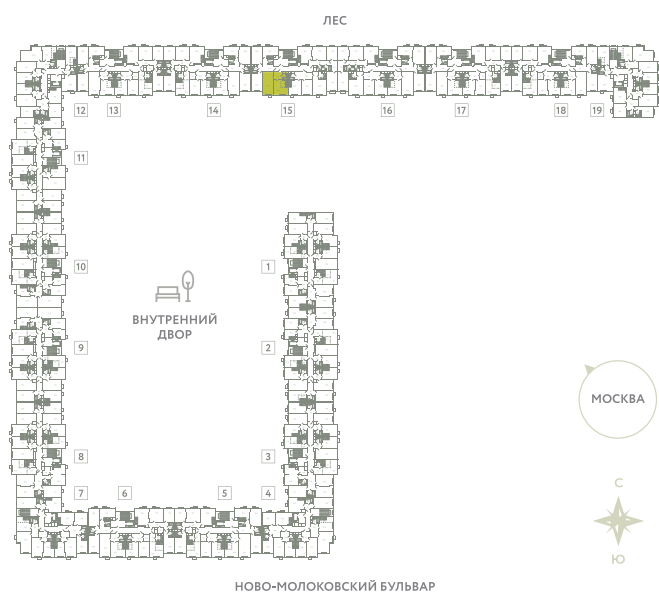 ЛЕС
12 13 14 15 16 17 18 19
11
10 1
ВНУТРЕННИЙ
ДВОР
9 2
МОСКВА
8 3
С
7 6 5 4
Ю
НОВО-МОЛОКОВСКИЙ БУЛЬВАР